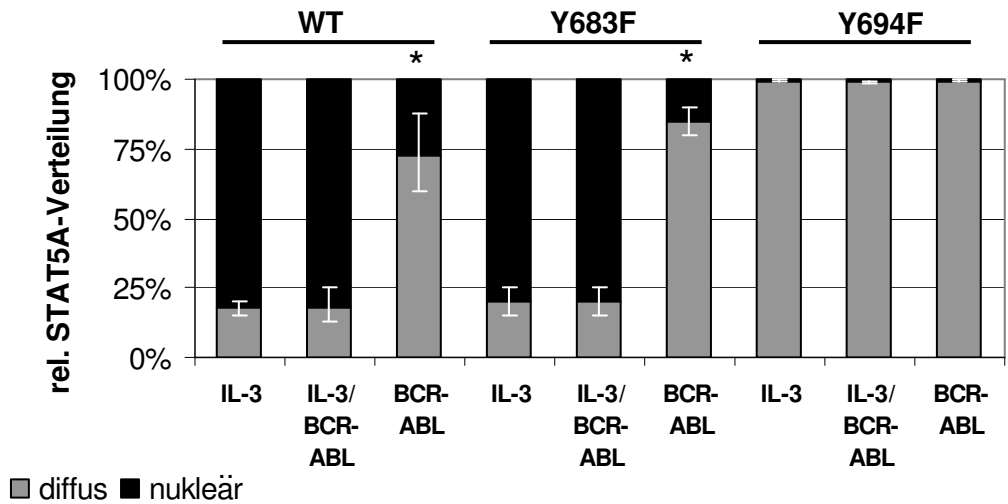 WT Y683F Y694F
* *
rel. STAT5A-Verteilung
100%
75%
50%
25%
0%
IL-3 IL-3/ BCR- IL-3 IL-3/ BCR- IL-3 IL-3/ BCR-
BCR- ABL BCR- ABL BCR- ABL
ABL ABL ABL
diffus nukleär